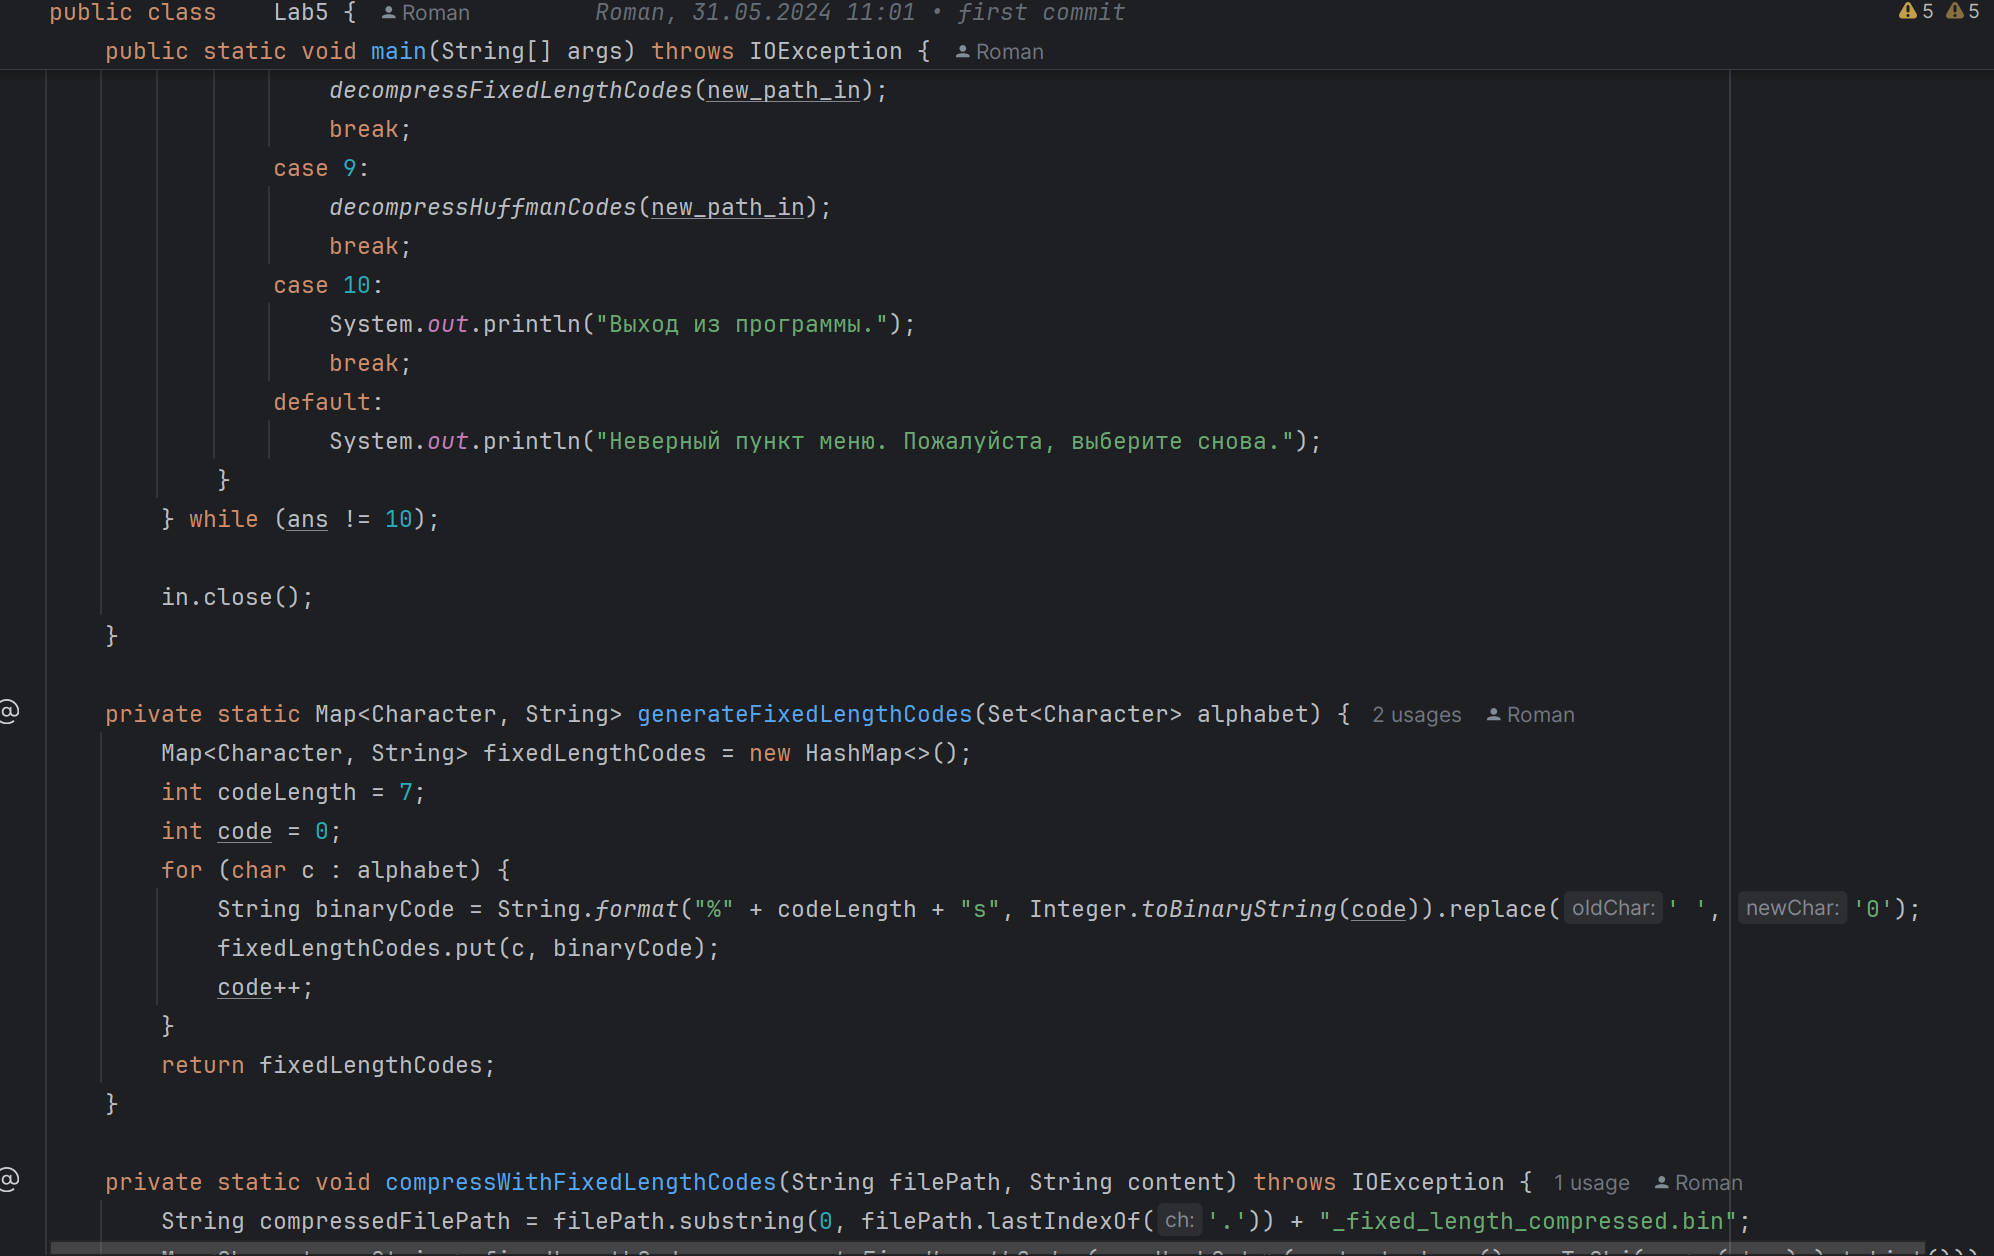 public class    Lab5 {  Roman         Roman, 31.05.2024 11:01 • first commit    5  5
    public static void main(String[] args) throws IOException {  Roman
                    decompressFixedLengthCodes(new_path_in);
                    break;
                case 9:
                    decompressHuffmanCodes(new_path_in);
                    break;
                case 10:
                    System.out.println("Выход из программы.");
                    break;
                default:
                    System.out.println("Неверный пункт меню. Пожалуйста, выберите снова.");
            }
        } while (ans != 10);
        in.close();
    }
@    private static Map<Character, String> generateFixedLengthCodes(Set<Character> alphabet) {  2 usages  Roman
        Map<Character, String> fixedLengthCodes = new HashMap<>();
        int codeLength = 7;
        int code = 0;
        for (char c : alphabet) {
            String binaryCode = String.format("%" + codeLength + "s", Integer.toBinaryString(code)).replace( oldChar: ' ', newChar: '0');
            fixedLengthCodes.put(c, binaryCode);
            code++;
        }
        return fixedLengthCodes;
    }
@    private static void compressWithFixedLengthCodes(String filePath, String content) throws IOException {  1 usage  Roman
        String compressedFilePath = filePath.substring(0, filePath.lastIndexOf( ch: '.')) + "_fixed_length_compressed.bin";